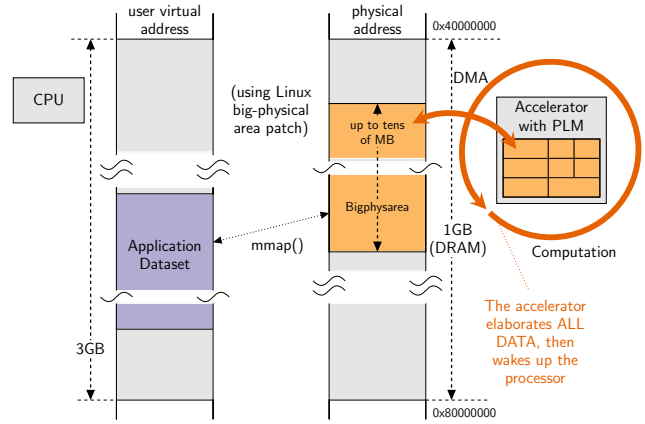 user virtual
address
physical
address
0x40000000
DMA
CPU
(using Linux
big-physical
area patch)
up to tens
of MB
Accelerator
with PLM
Bigphysarea
Application
Dataset
mmap()
1GB
(DRAM)
Computation
The accelerator
elaborates ALL
DATA, then
wakes up the
processor
3GB
0x80000000